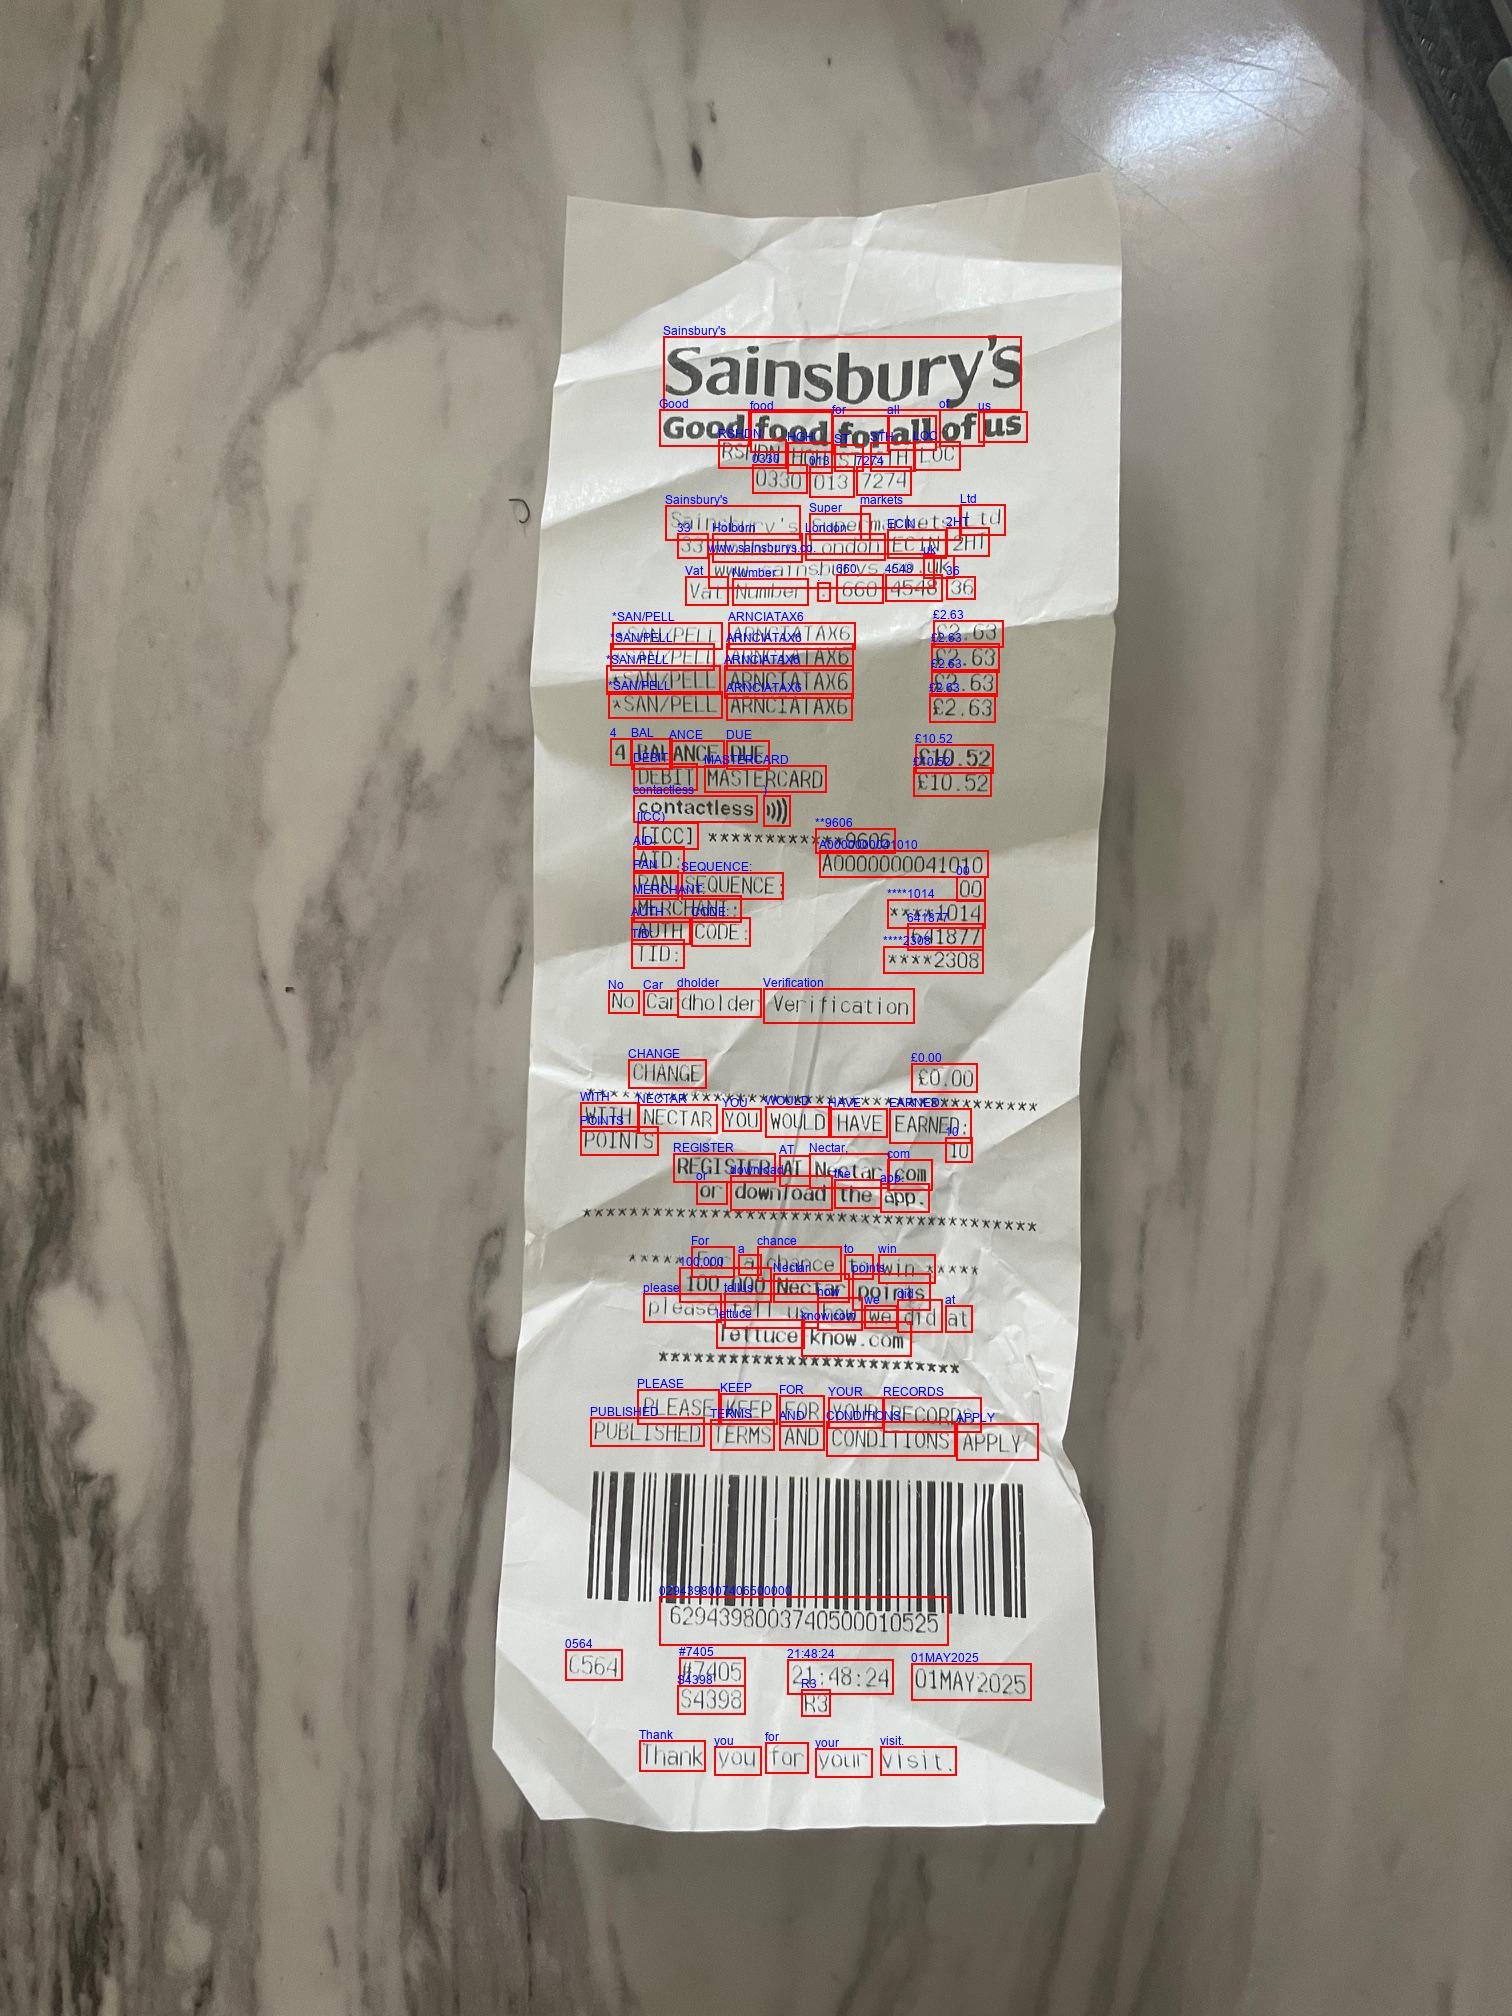 Sainsbury's
Good food for all of us
RSHDN HGH ST STH LOC
0330 013 7274
Sainsbury's Supermarkets Ltd
33 Holborn London EC1N 2HT
www.sainsburys.co.uk
Vat Number : 660 4548 36
*SAN/PELL ARNCIATAX6 £2.63
*SAN/PELL ARNCIATAX6 £2.63
*SAN/PELL ARNCIATAX6 £2.63
*SAN/PELL ARNCIATAX6 £2.63
4 BALANCE DUE £10.52
DEBIT MASTERCARD £10.52
contactless
[ICC] ************9606
AID: A0000000041010
PAN SEQUENCE: 00
MERCHANT: ****1014
AUTH CODE: 641877
TID: ****2308
No Cardholder Verification
CHANGE £0.00
***************************************
WITH NECTAR YOU WOULD HAVE EARNED:
POINTS 10
REGISTER AT Nectar.com
or download the app.
***************************************
***** For a chance to win *****
100,000 Nectar points
please tell us how we did at
lettuce-know.com
**************************
PLEASE KEEP FOR YOUR RECORDS
PUBLISHED TERMS AND CONDITIONS APPLY
6294398003740500010525
C564 #7405 21:48:24 01MAY2025
S4398 R3
Thank you for your visit.